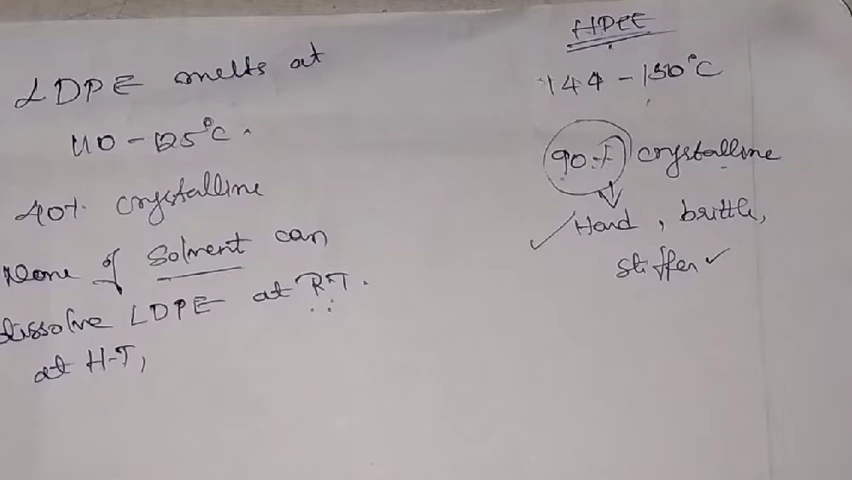 LDPE melts at
110-125°C.
40% crystalline
None of Solvent can
dissolve LDPE at RT.
at H-T,
HDPE
144-150°C
90% crystalline
Hard, brittle,
stiffer